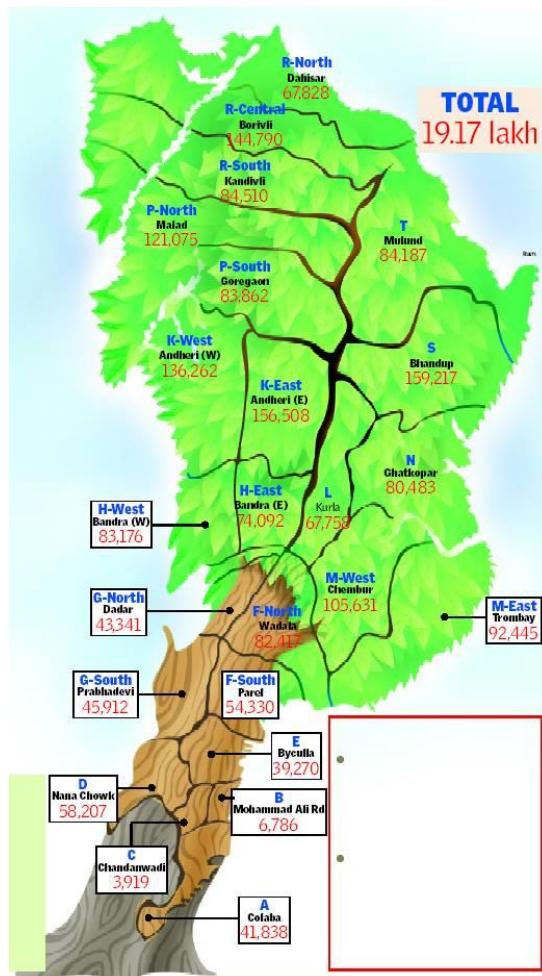 R-North
Dahisar
67,828
TOTAL
19.17 lakh
R-Central
Borivli
144,790
R-South
Kandivli
84,510
P-North
Malad
121,075
T
Mulund
84,187
P-South
Goregaon
83,862
K-West
Andheri (W)
136,262
S
Bhandup
159,217
K-East
Andheri (E)
156,508
N
Ghatkopar
80,483
H-East
Bandra (E)
74,092
L
Kurla
67,758
H-West
Bandra (W)
83,176
M-West
Chembur
105,631
G-North
Dadar
43,341
F-North
Wadala
82,417
M-East
Trombay
92,445
G-South
Prabhadevi
45,912
F-South
Parel
54,330
E
Byculla
39,270
D
Nana Chowk
58,207
B
Mohammad Ali Rd
6,786
C
Chandanwadi
3,919
A
Colaba
41,838